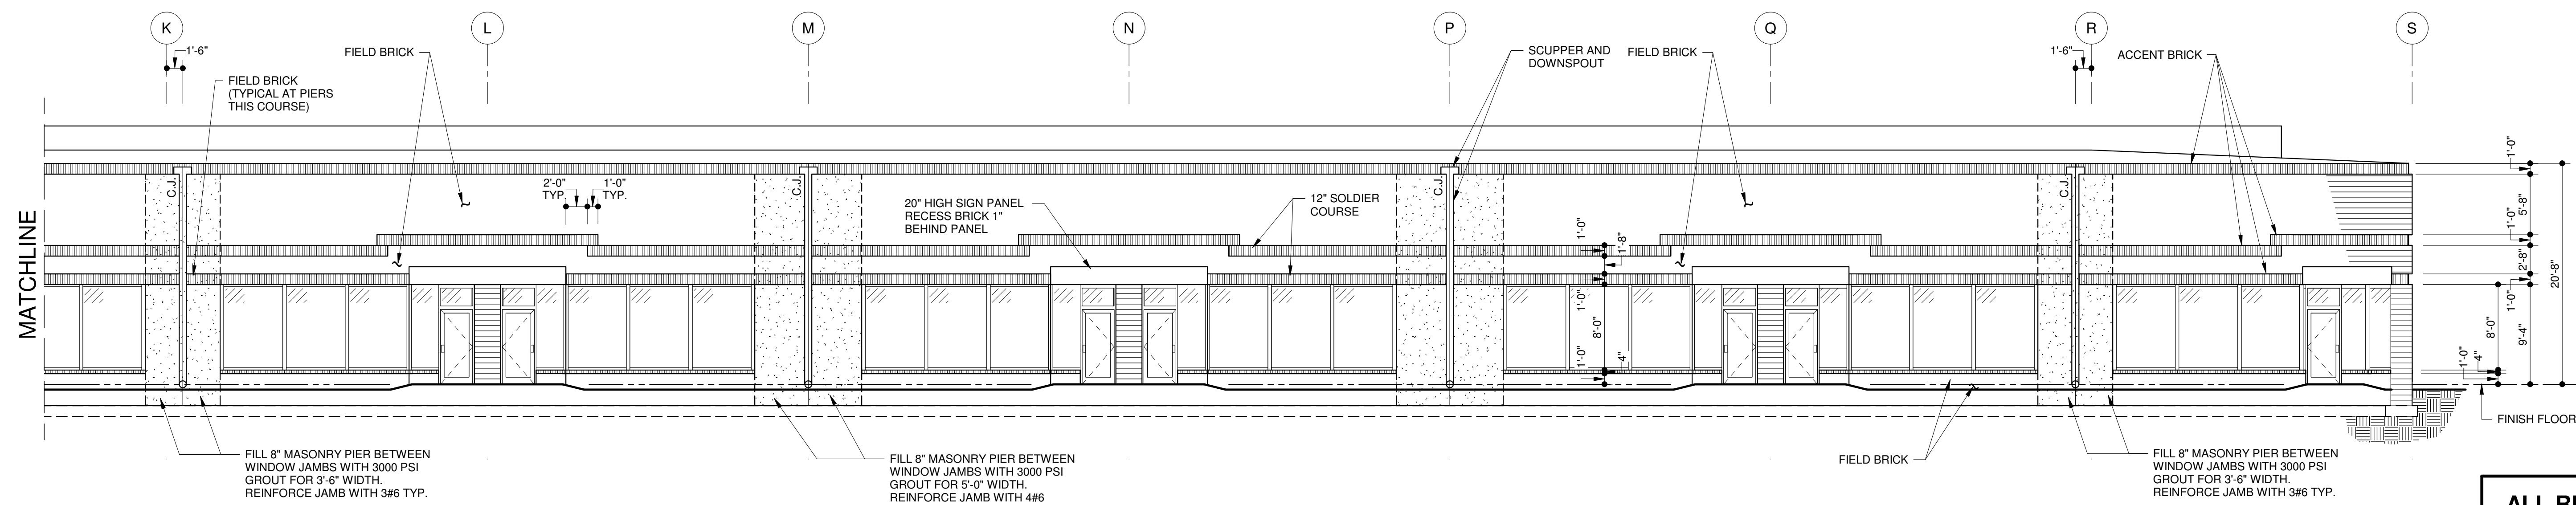 K
L
M
N
P
Q
R
S
1'-6"
FIELD BRICK
FIELD BRICK
(TYPICAL AT PIERS
THIS COURSE)
SCUPPER AND
DOWNSPOUT
FIELD BRICK
1'-6"
ACCENT BRICK
MATCHLINE
C.J.
2'-0"
TYP.
1'-0"
TYP.
C.J.
20" HIGH SIGN PANEL
RECESS BRICK 1"
BEHIND PANEL
12" SOLDIER
COURSE
C.J.
C.J.
1'-0"
1'-8"
1'-0"
8'-0"
1'-0"
4"
1'-0"
5'-8"
1'-0"
2'-8"
1'-0"
20'-8"
8'-0"
9'-4"
1'-0"
4"
FINISH FLOOR
FILL 8" MASONRY PIER BETWEEN
WINDOW JAMBS WITH 3000 PSI
GROUT FOR 3'-6" WIDTH.
REINFORCE JAMB WITH 3#6 TYP.
FILL 8" MASONRY PIER BETWEEN
WINDOW JAMBS WITH 3000 PSI
GROUT FOR 5'-0" WIDTH.
REINFORCE JAMB WITH 4#6
FIELD BRICK
FILL 8" MASONRY PIER BETWEEN
WINDOW JAMBS WITH 3000 PSI
GROUT FOR 3'-6" WIDTH.
REINFORCE JAMB WITH 3#6 TYP.